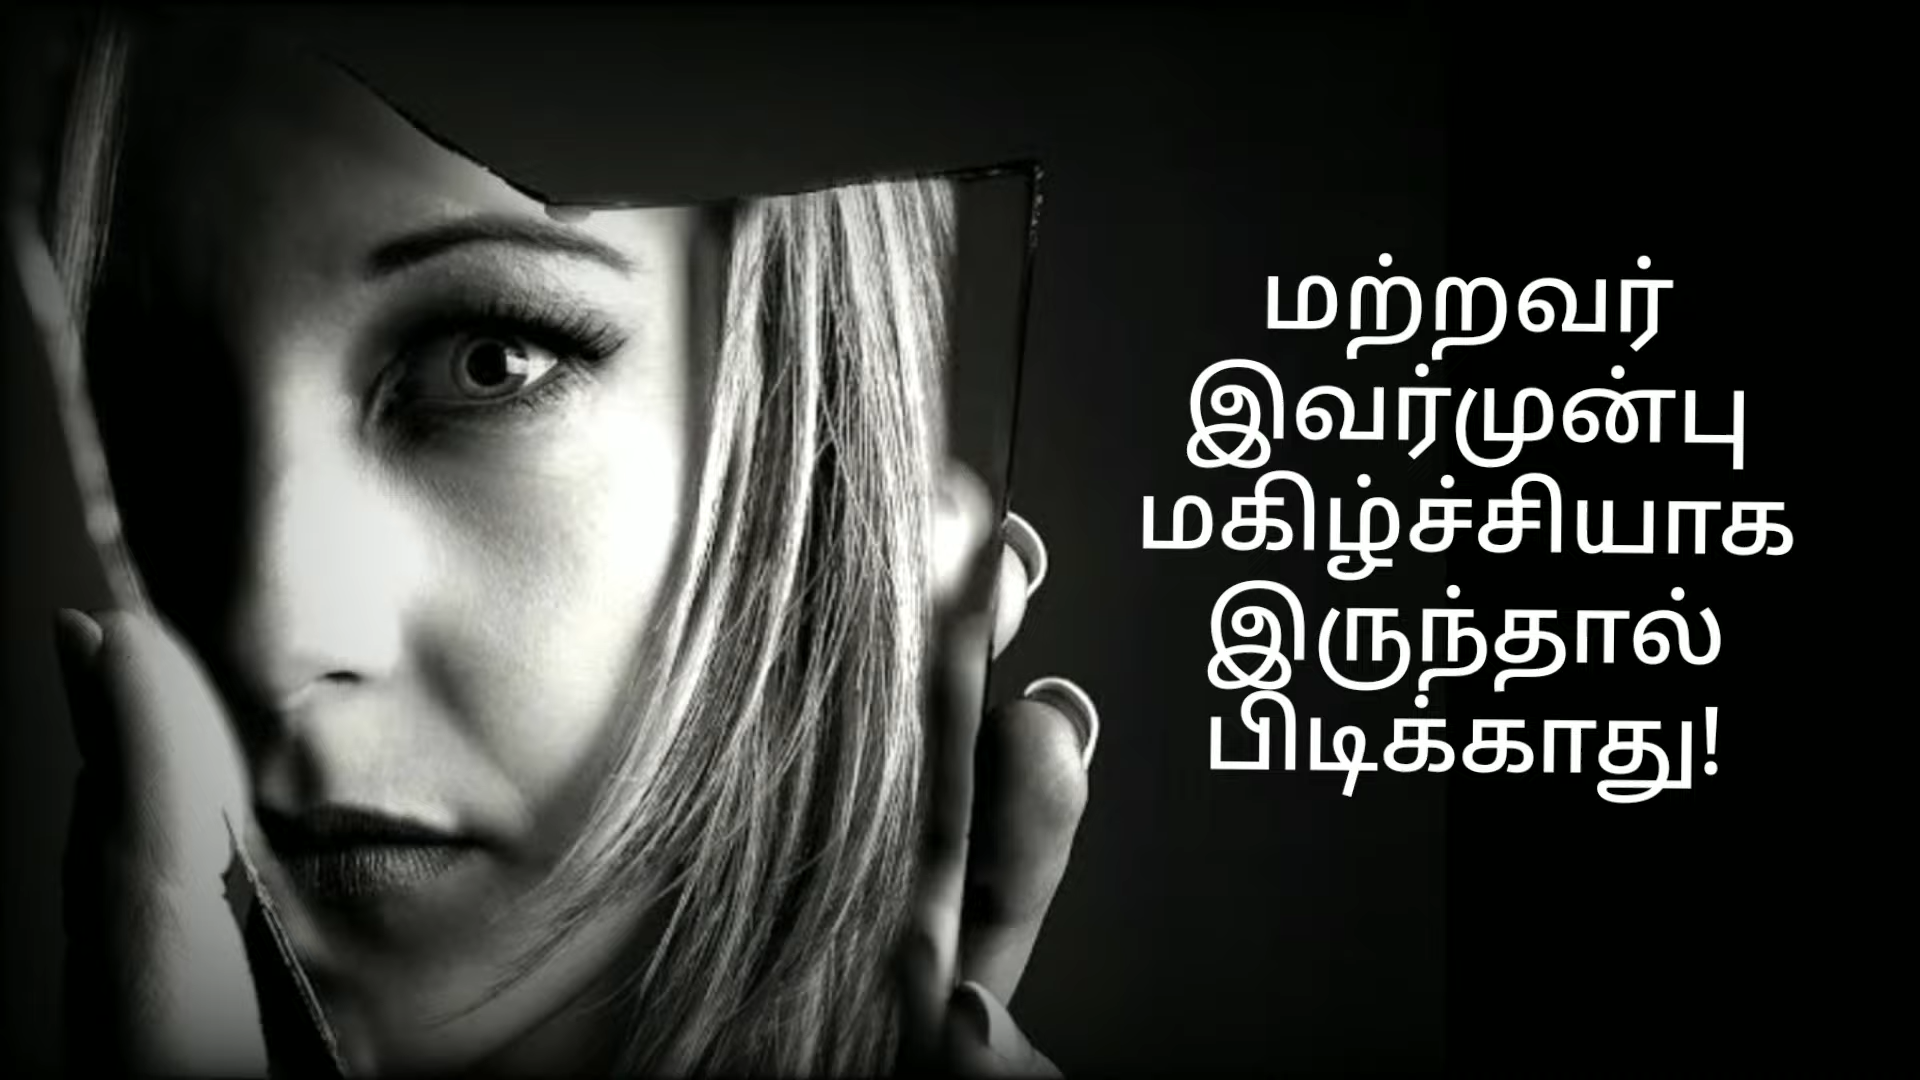 மற்றவர்
இவர்முன்பு
மகிழ்ச்சியாக
இருந்தால்
பிடிக்காது!